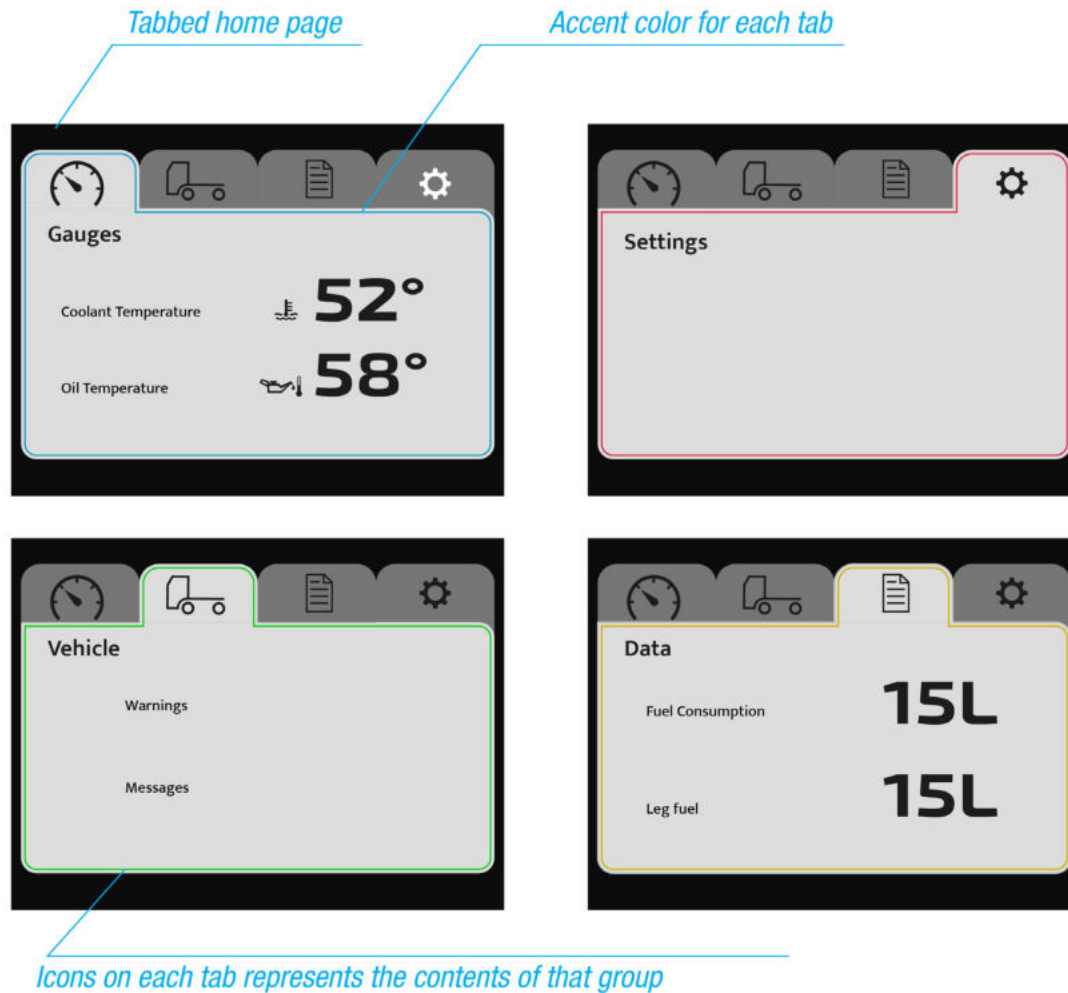 Tabbed home page
Accent color for each tab
Gauges
Coolant Temperature 52°
Oil Temperature 58°
Settings
Vehicle
Warnings
Messages
Data
Fuel Consumption 15L
Leg fuel 15L
Icons on each tab represents the contents of that group